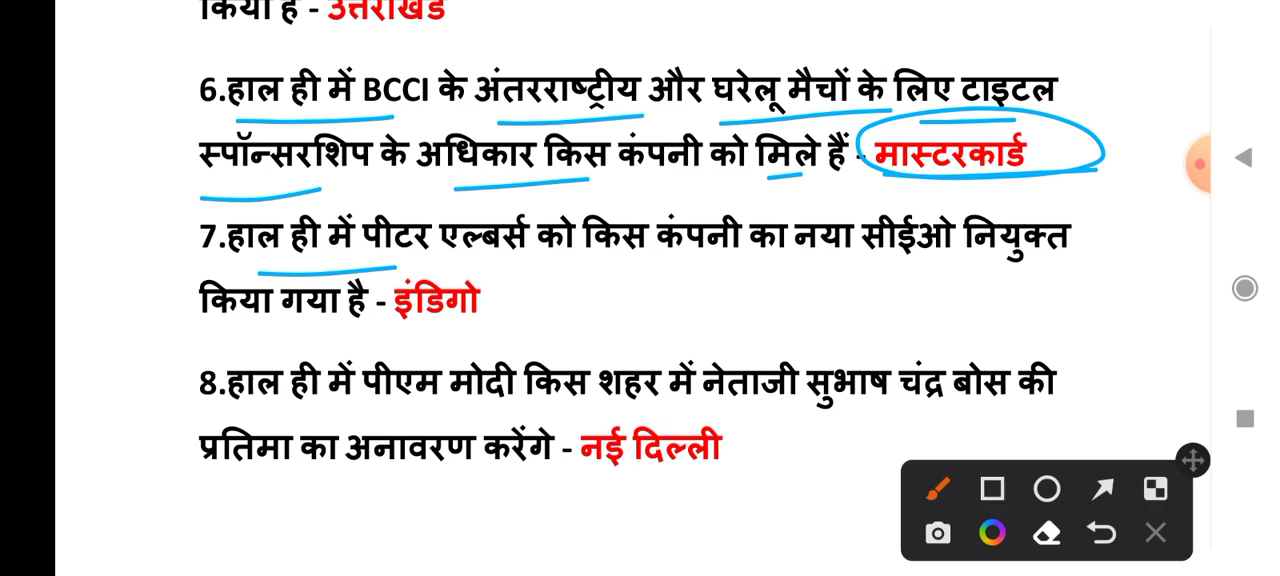 किया है - उत्तराखंड
6.हाल ही में BCCI के अंतरराष्ट्रीय और घरेलू मैचों के लिए टाइटल
स्पॉन्सरशिप के अधिकार किस कंपनी को मिले हैं - मास्टरकार्ड
7.हाल ही में पीटर एल्बर्स को किस कंपनी का नया सीईओ नियुक्त
किया गया है - इंडिगो
8.हाल ही में पीएम मोदी किस शहर में नेताजी सुभाष चंद्र बोस की
प्रतिमा का अनावरण करेंगे - नई दिल्ली